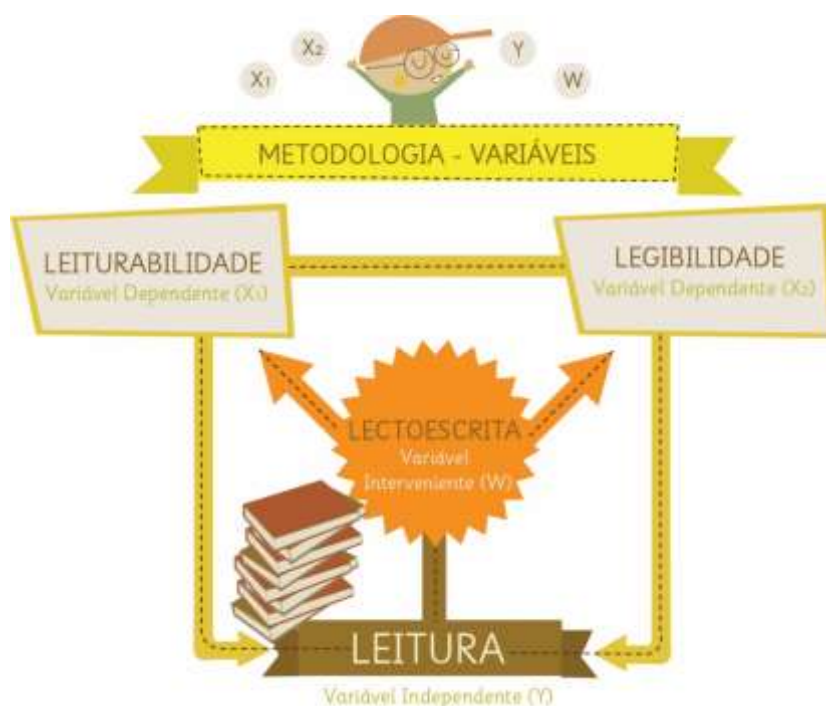 X1
X2
Y
W
METODOLOGIA - VARIÁVEIS
LEITURABILIDADE
Variável Dependente (X1)
LEGIBILIDADE
Variável Dependente (X2)
LECTOESCRITA
Variável
Interveniente (W)
LEITURA
Variável Independente (Y)